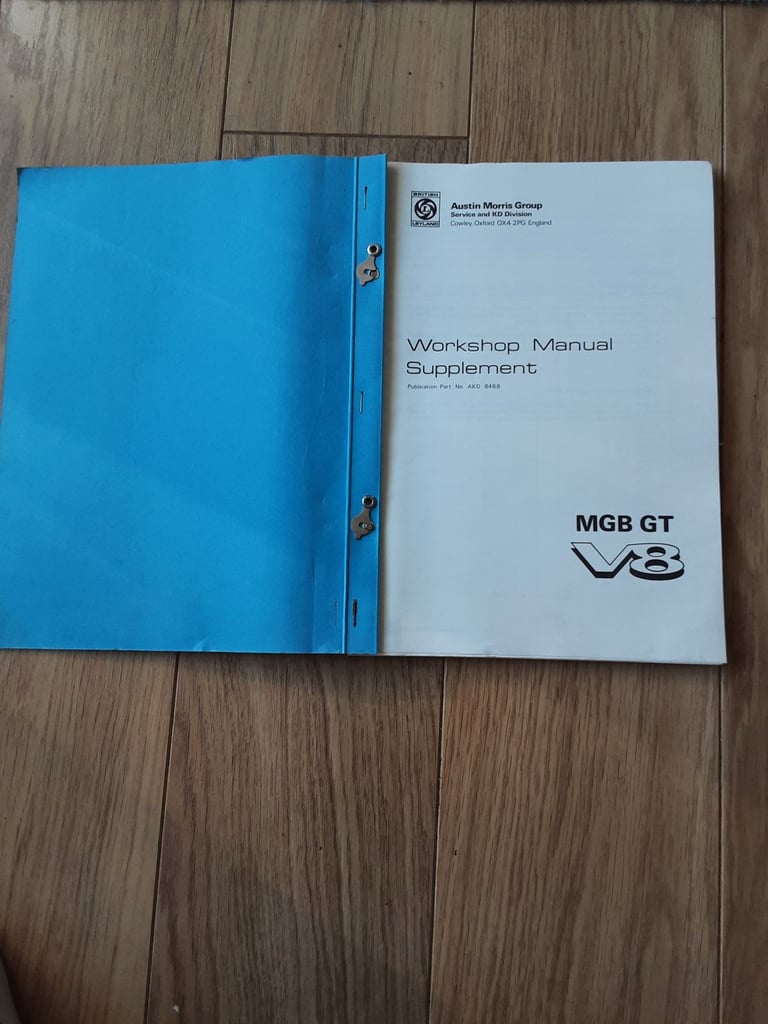 BRITISH
LEYLAND
Austin Morris Group
Service and KD Division
Cowley Oxford OX4 2PG England
Workshop Manual
Supplement
Publication Part No. AKD 8468
MGB GT
V8